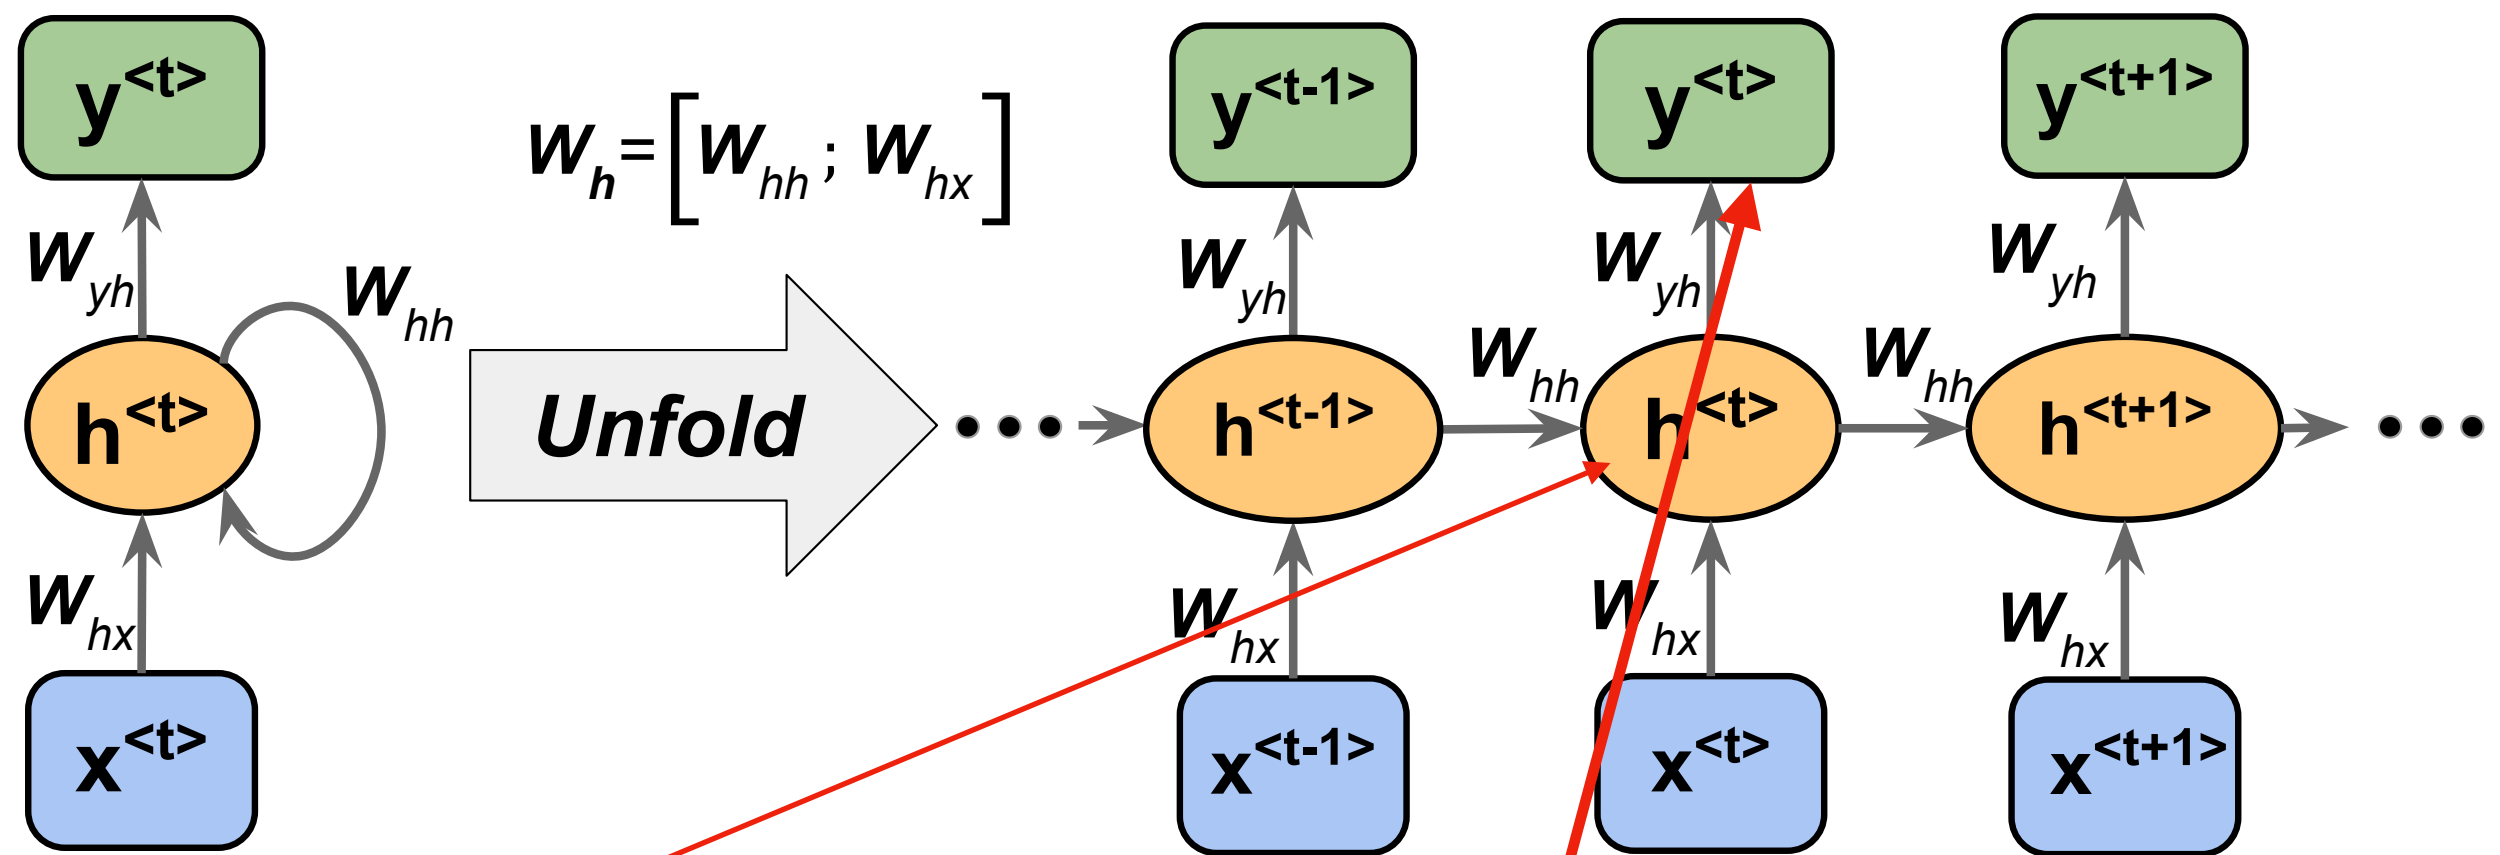 y<t>
W_h=[W_hh ; W_hx]
y<t-1>
y<t>
y<t+1>
W_yh
W_hh
W_yh
W_yh
W_yh
h<t>
Unfold
h<t-1>
W_hh
h<t>
W_hh
h<t+1>
W_hx
W_hx
W_hx
W_hx
x<t>
x<t-1>
x<t>
x<t+1>